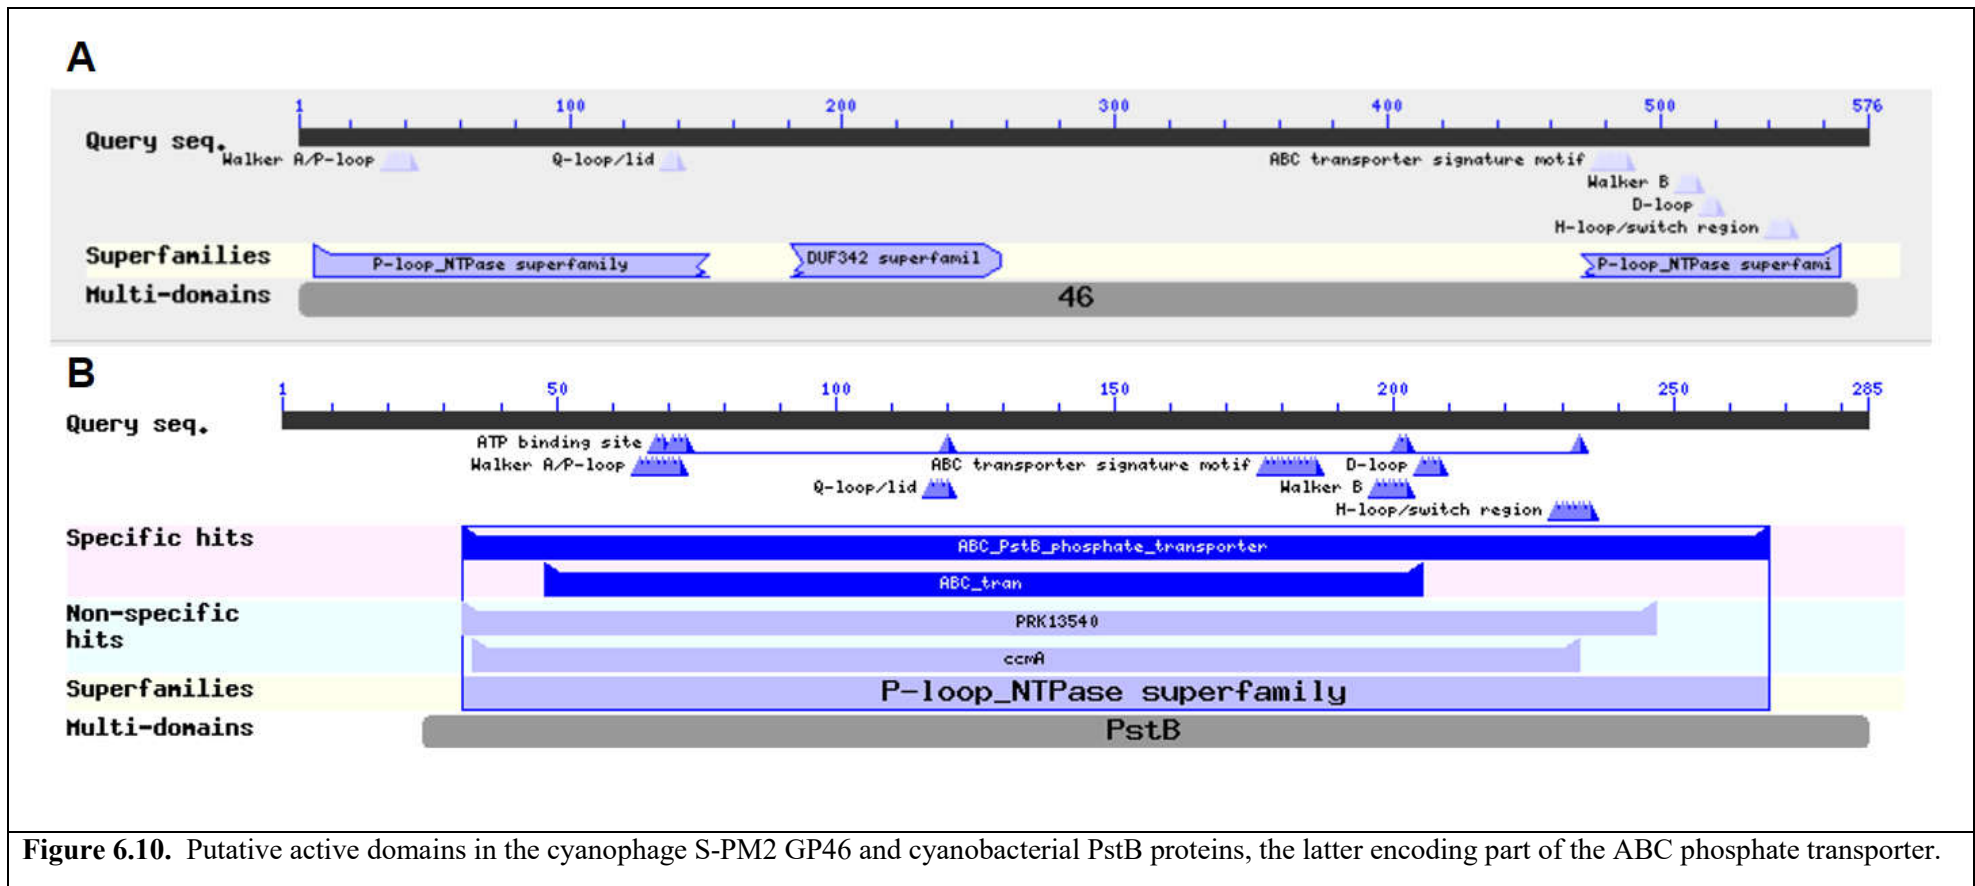 A
1 100 200 300 400 500 576
Query seq.
Walker A/P-loop Q-loop/lid ABC transporter signature motif
Walker B
D-loop
H-loop/switch region
Superfamilies P-loop_NTPase superfamily DUF342 superfamil P-loop_NTPase superfami
Multi-domains 46
B
1 50 100 150 200 250 285
Query seq.
ATP binding site
Walker A/P-loop ABC transporter signature motif D-loop
Q-loop/lid Walker B
H-loop/switch region
Specific hits ABC_PstB_phosphate_transporter
ABC_tran
Non-specific PRK13540
hits ccmA
Superfamilies P-loop_NTPase superfamily
Multi-domains PstB
Figure 6.10. Putative active domains in the cyanophage S-PM2 GP46 and cyanobacterial PstB proteins, the latter encoding part of the ABC phosphate transporter.